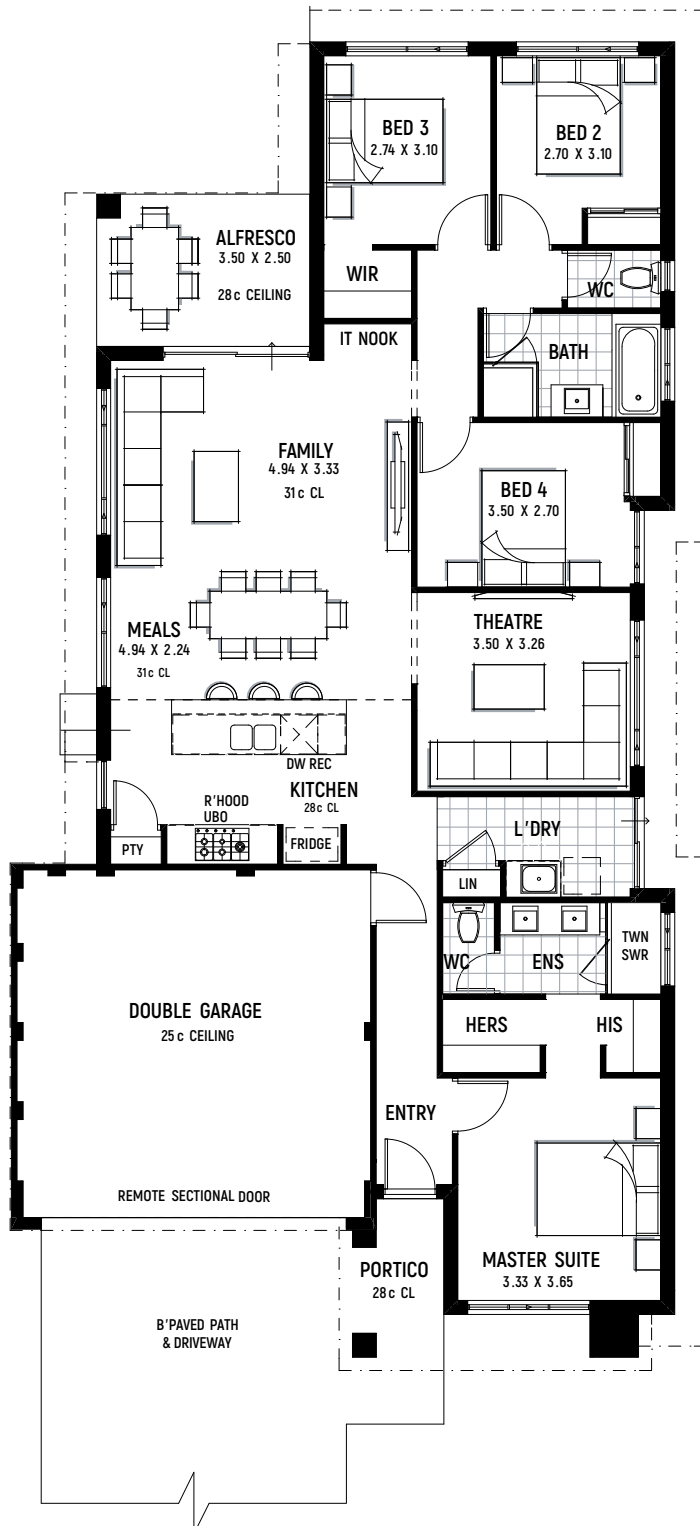 BED 3
2.74 X 3.10
BED 2
2.70 X 3.10
ALFRESCO
3.50 X 2.50
28c CEILING
WIR
WC
IT NOOK
BATH
FAMILY
4.94 X 3.33
31c CL
BED 4
3.50 X 2.70
MEALS
4.94 X 2.24
31c CL
THEATRE
3.50 X 3.26
DW REC
KITCHEN
28c CL
R'HOOD
UBO
PTY
FRIDGE
L'DRY
LIN
WC
ENS
TWN
SWR
DOUBLE GARAGE
25c CEILING
HERS
HIS
ENTRY
REMOTE SECTIONAL DOOR
PORTICO
28c CL
MASTER SUITE
3.33 X 3.65
B'PAVED PATH
& DRIVEWAY